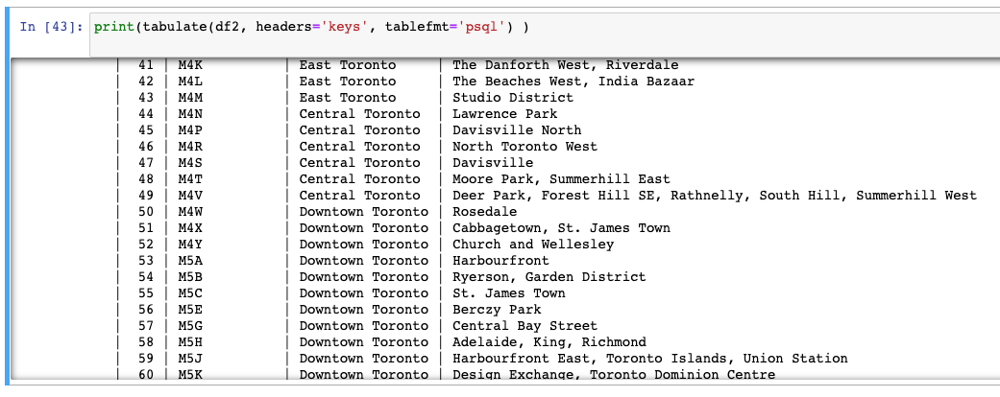 In [43]: print(tabulate(df2, headers='keys', tablefmt='psql') )
| 41 | M4K | East Toronto | The Danforth West, Riverdale
| 42 | M4L | East Toronto | The Beaches West, India Bazaar
| 43 | M4M | East Toronto | Studio District
| 44 | M4N | Central Toronto | Lawrence Park
| 45 | M4P | Central Toronto | Davisville North
| 46 | M4R | Central Toronto | North Toronto West
| 47 | M4S | Central Toronto | Davisville
| 48 | M4T | Central Toronto | Moore Park, Summerhill East
| 49 | M4V | Central Toronto | Deer Park, Forest Hill SE, Rathnelly, South Hill, Summerhill West
| 50 | M4W | Downtown Toronto | Rosedale
| 51 | M4X | Downtown Toronto | Cabbagetown, St. James Town
| 52 | M4Y | Downtown Toronto | Church and Wellesley
| 53 | M5A | Downtown Toronto | Harbourfront
| 54 | M5B | Downtown Toronto | Ryerson, Garden District
| 55 | M5C | Downtown Toronto | St. James Town
| 56 | M5E | Downtown Toronto | Berczy Park
| 57 | M5G | Downtown Toronto | Central Bay Street
| 58 | M5H | Downtown Toronto | Adelaide, King, Richmond
| 59 | M5J | Downtown Toronto | Harbourfront East, Toronto Islands, Union Station
| 60 | M5K | Downtown Toronto | Design Exchange, Toronto Dominion Centre